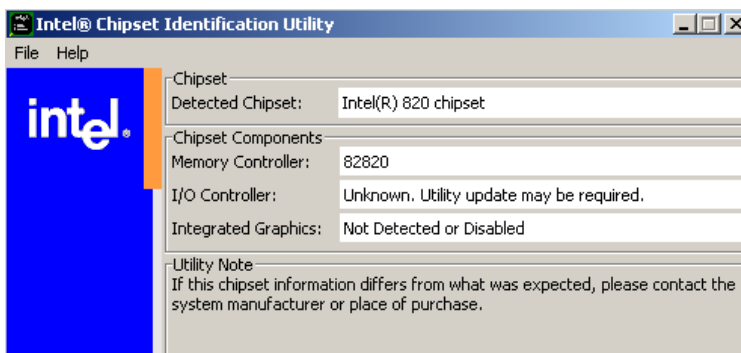 Intel® Chipset Identification Utility
File Help
intel®
Chipset
Detected Chipset: Intel(R) 820 chipset
Chipset Components
Memory Controller: 82820
I/O Controller: Unknown. Utility update may be required.
Integrated Graphics: Not Detected or Disabled
Utility Note
If this chipset information differs from what was expected, please contact the
system manufacturer or place of purchase.